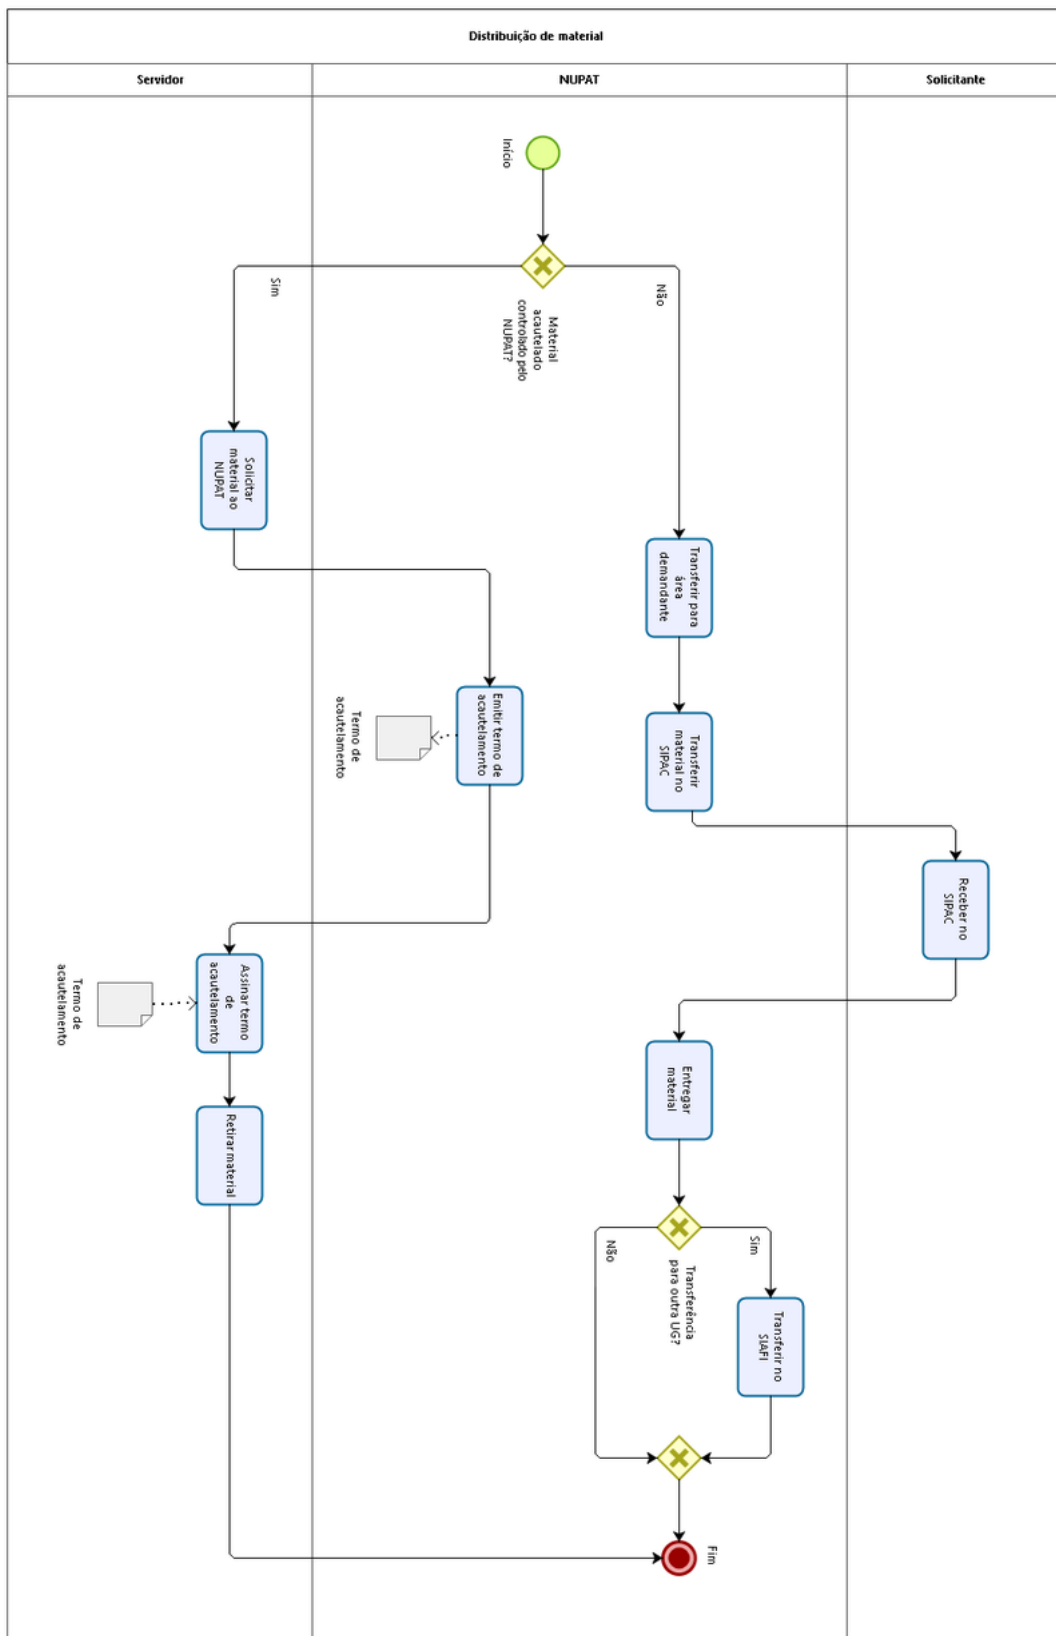 Distribuição de material
Servidor
NUPAT
Solicitante
Início
Material
acautelado
controlado pelo
NUPAT?
Sim
Não
Solicitar
material ao
NUPAT
Transferir para
área
demandante
Emitir termo de
acautelamento
Termo de
acautelamento
Transferir
material no
SIPAC
Receber no
SIPAC
Assinar termo
de
acautelamento
Termo de
acautelamento
Entregar
material
Retirar material
Transferência
para outra UG?
Sim
Não
Transferir no
SIAFI
Fim